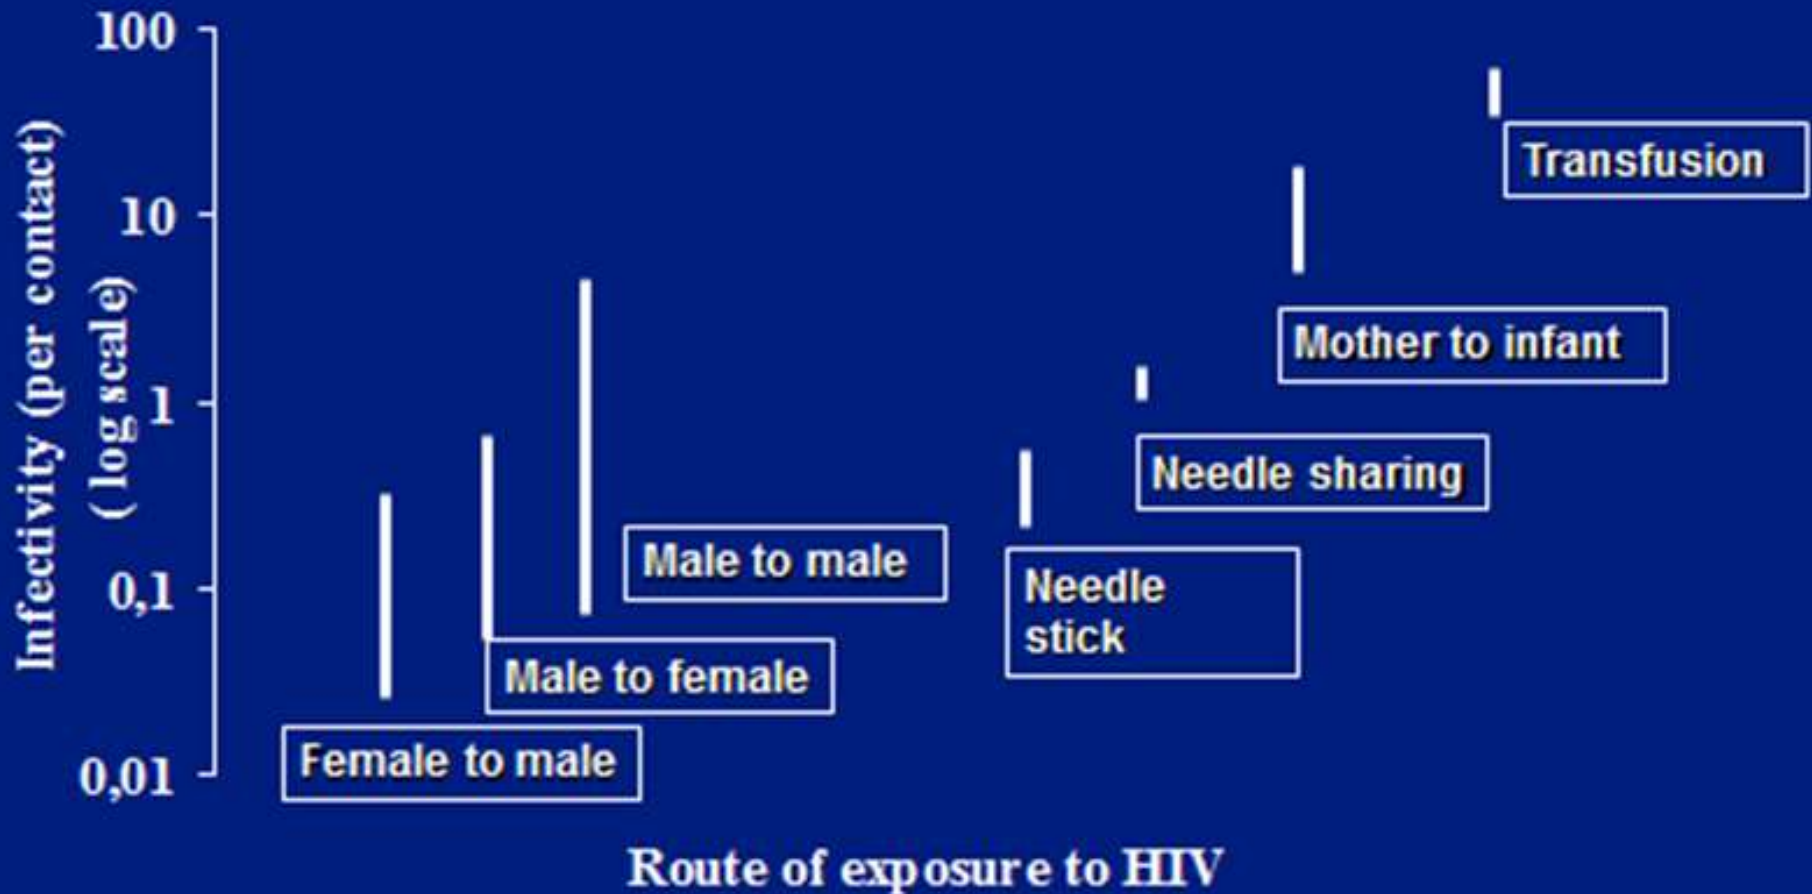 Infectivity (per contact)
( log scale)
100
10
1
0,1
0,01
Transfusion
Mother to infant
Needle sharing
Needle
stick
Male to male
Male to female
Female to male
Route of exposure to HIV